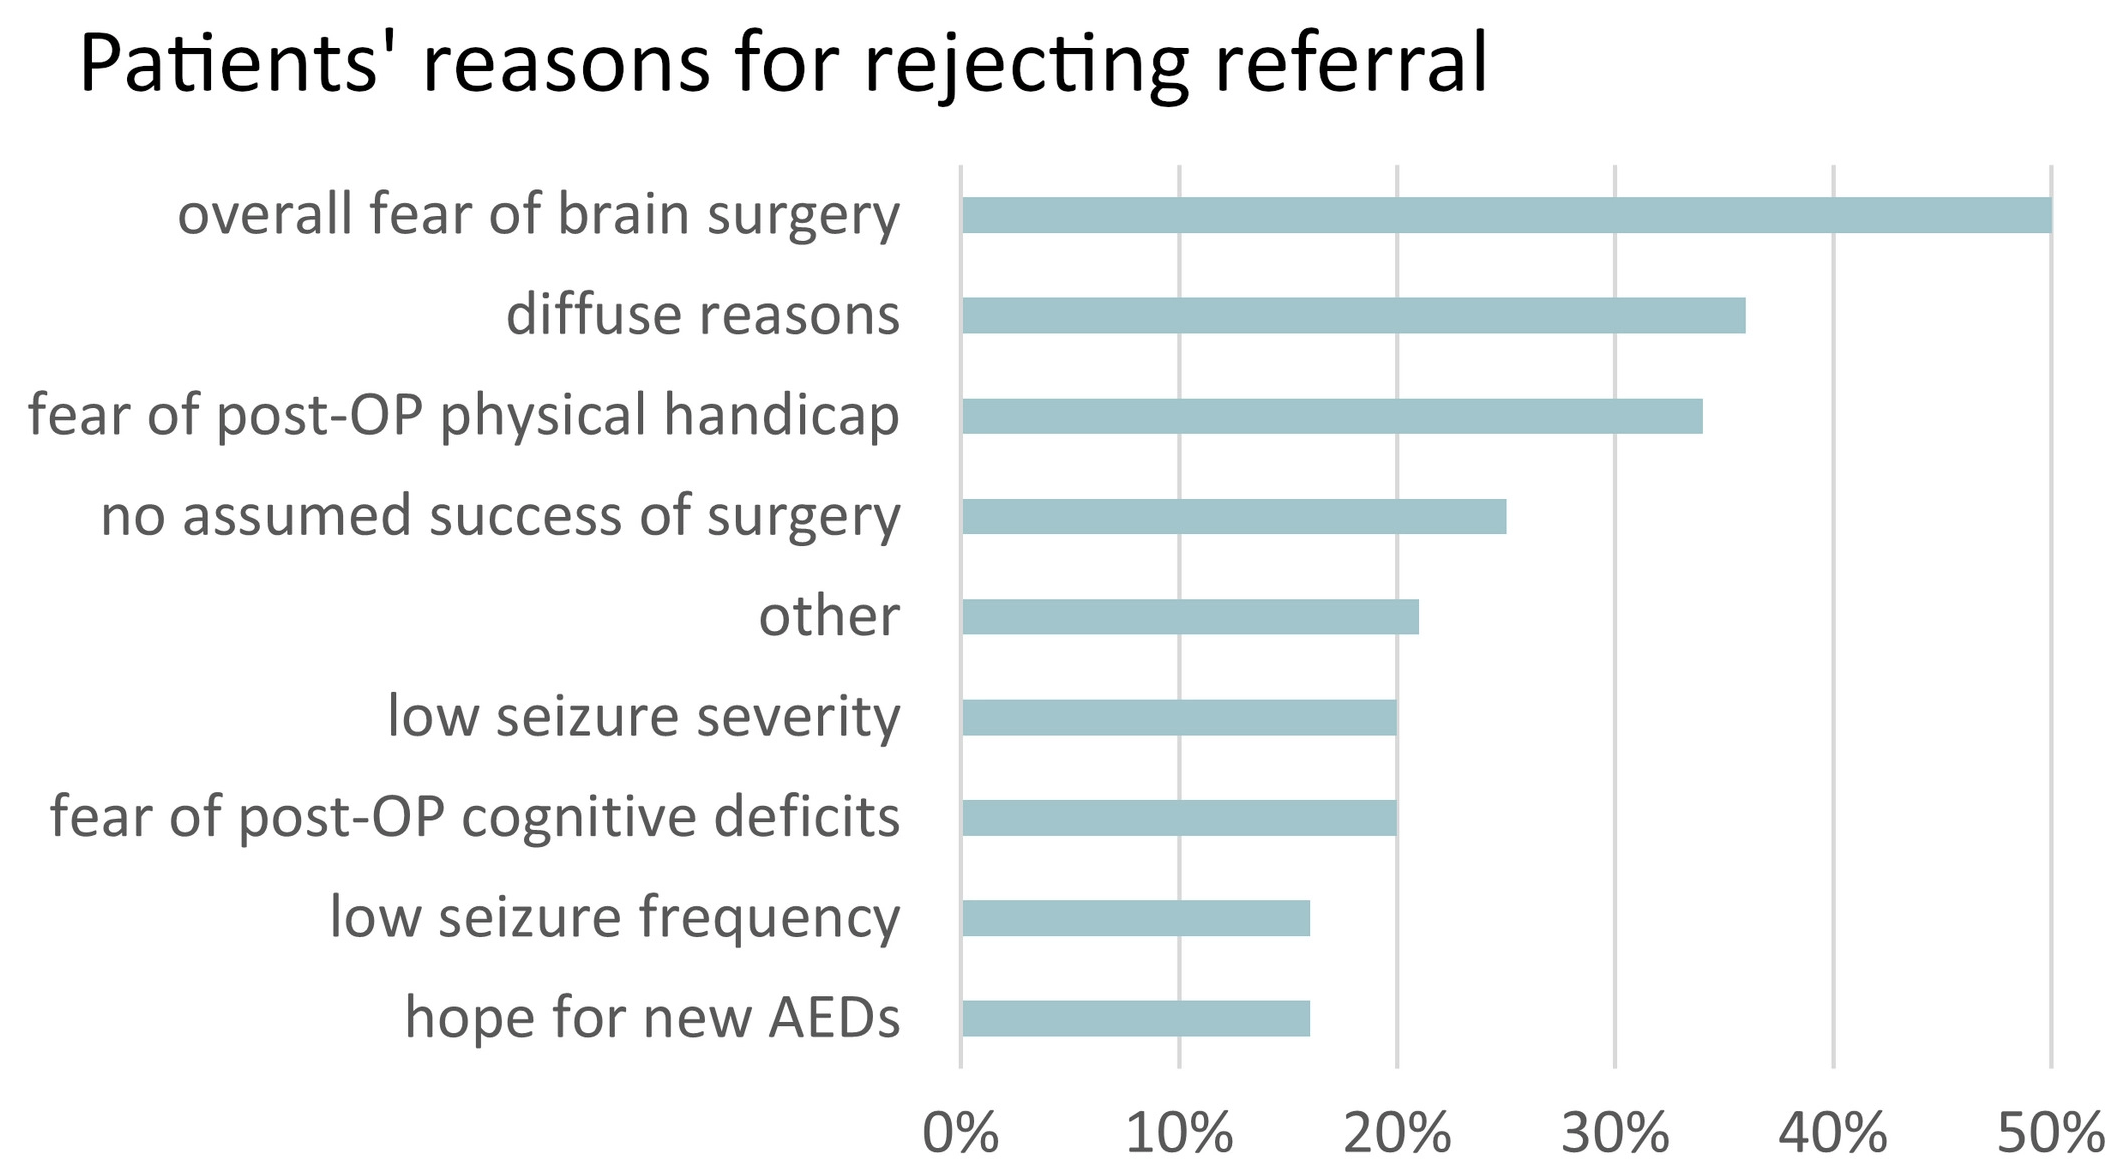 Patients' reasons for rejecting referral
overall fear of brain surgery
diffuse reasons
fear of post-OP physical handicap
no assumed success of surgery
other
low seizure severity
fear of post-OP cognitive deficits
low seizure frequency
hope for new AEDs
0% 10% 20% 30% 40% 50%